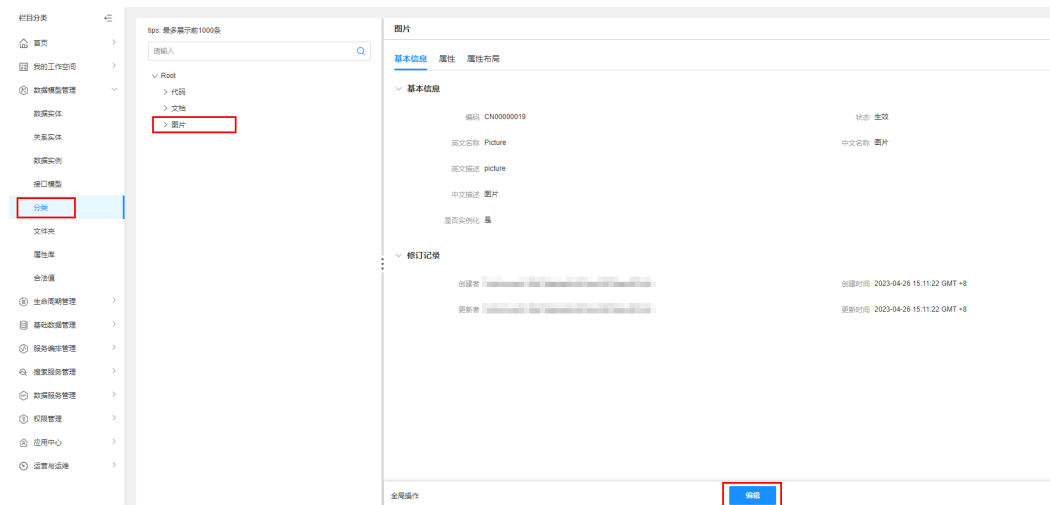 栏目分类
首页
我的工作空间
数据模型管理
数据实体
关系实体
数据实例
接口模型
分类
文件夹
属性库
合法值
生命周期管理
基础数据管理
服务编排管理
搜索服务管理
数据服务管理
权限管理
应用中心
运营与运维
tips: 最多展示前1000条
请输入
Root
代码
文档
图片
图片
基本信息 属性 属性布局
基本信息
编码 CN00000019 状态 生效
英文名称 Picture 中文名称 图片
英文描述 picture
中文描述 图片
是否实例化 是
修订记录
创建者 创建时间 2023-04-26 15:11:22 GMT +8
更新者 更新时间 2023-04-26 15:11:22 GMT +8
全局操作 编辑